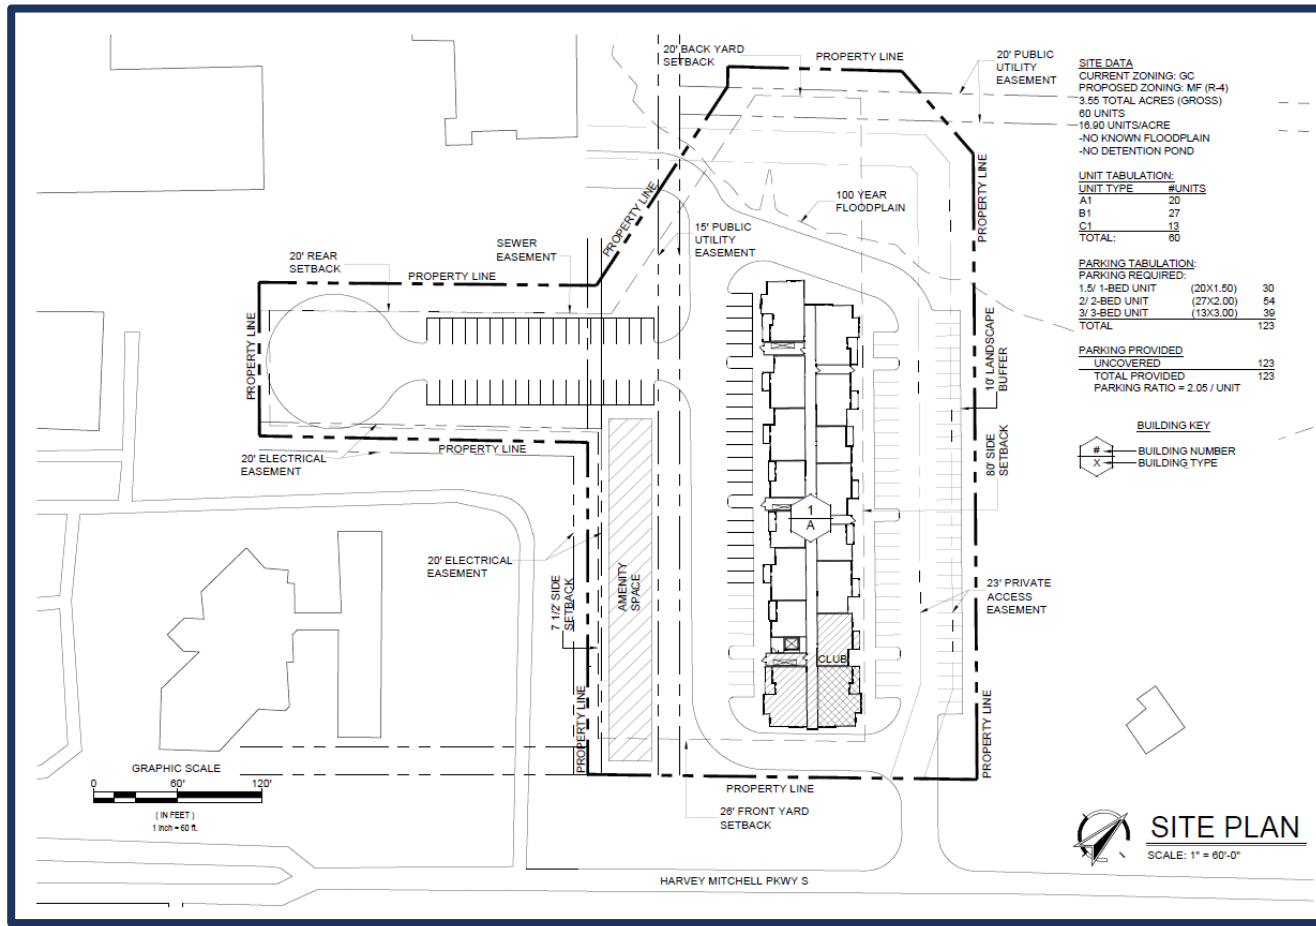 20' BACK YARD
SETBACK
PROPERTY LINE
20' PUBLIC
UTILITY
EASEMENT
SITE DATA
CURRENT ZONING: GC
PROPOSED ZONING: MF (R-4)
3.55 TOTAL ACRES (GROSS)
60 UNITS
16.90 UNITS/ACRE
-NO KNOWN FLOODPLAIN
-NO DETENTION POND
UNIT TABULATION:
UNIT TYPE #UNITS
A1 20
B1 27
C1 13
TOTAL: 60
PARKING TABULATION:
PARKING REQUIRED:
1.5/ 1-BED UNIT (20X1.50) 30
2/ 2-BED UNIT (27X2.00) 54
3/ 3-BED UNIT (13X3.00) 39
TOTAL 123
PARKING PROVIDED
UNCOVERED 123
TOTAL PROVIDED 123
PARKING RATIO = 2.05 / UNIT
BUILDING KEY
#
X
BUILDING NUMBER
BUILDING TYPE
PROPERTY LINE
PROPERTY LINE
100 YEAR
FLOODPLAIN
15' PUBLIC
UTILITY
EASEMENT
SEWER
EASEMENT
20' REAR
SETBACK
PROPERTY LINE
PROPERTY LINE
10' LANDSCAPE
BUFFER
80' SIDE
SETBACK
PROPERTY LINE
20' ELECTRICAL
EASEMENT
1
A
20' ELECTRICAL
EASEMENT
7 1/2' SIDE
SETBACK
AMENITY
SPACE
23' PRIVATE
ACCESS
EASEMENT
CLUB
PROPERTY LINE
PROPERTY LINE
PROPERTY LINE
26' FRONT YARD
SETBACK
GRAPHIC SCALE
0 60' 120'
( IN FEET )
1 inch = 60 ft.
HARVEY MITCHELL PKWY S
SITE PLAN
SCALE: 1" = 60'-0"